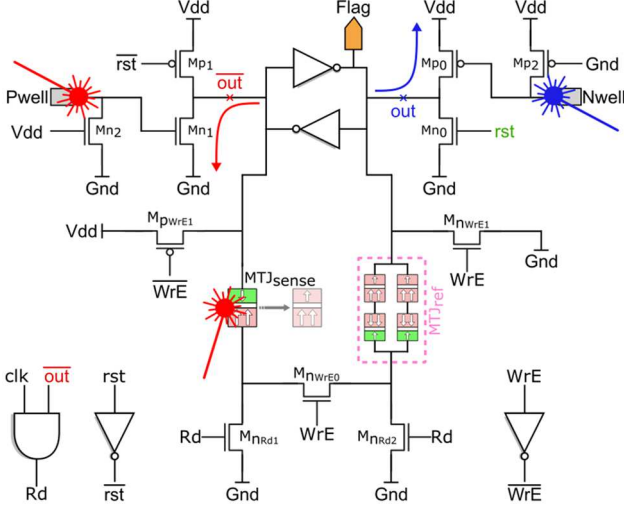 Vdd
Flag
Vdd
Vdd
rst
Mp1
out
Mp0
Mp2
Gnd
Pwell
Nwell
out
Vdd
Mn2
Mn1
Mn0
rst
Gnd
Gnd
Gnd
Vdd
MpWrE1
MnWrE1
WrE
WrE
Gnd
MTJsense
MTJref
clk
out
rst
MnWrE0
WrE
WrE
Rd
MnRd1
MnRd2
Rd
Rd
rst
Gnd
Gnd
WrE